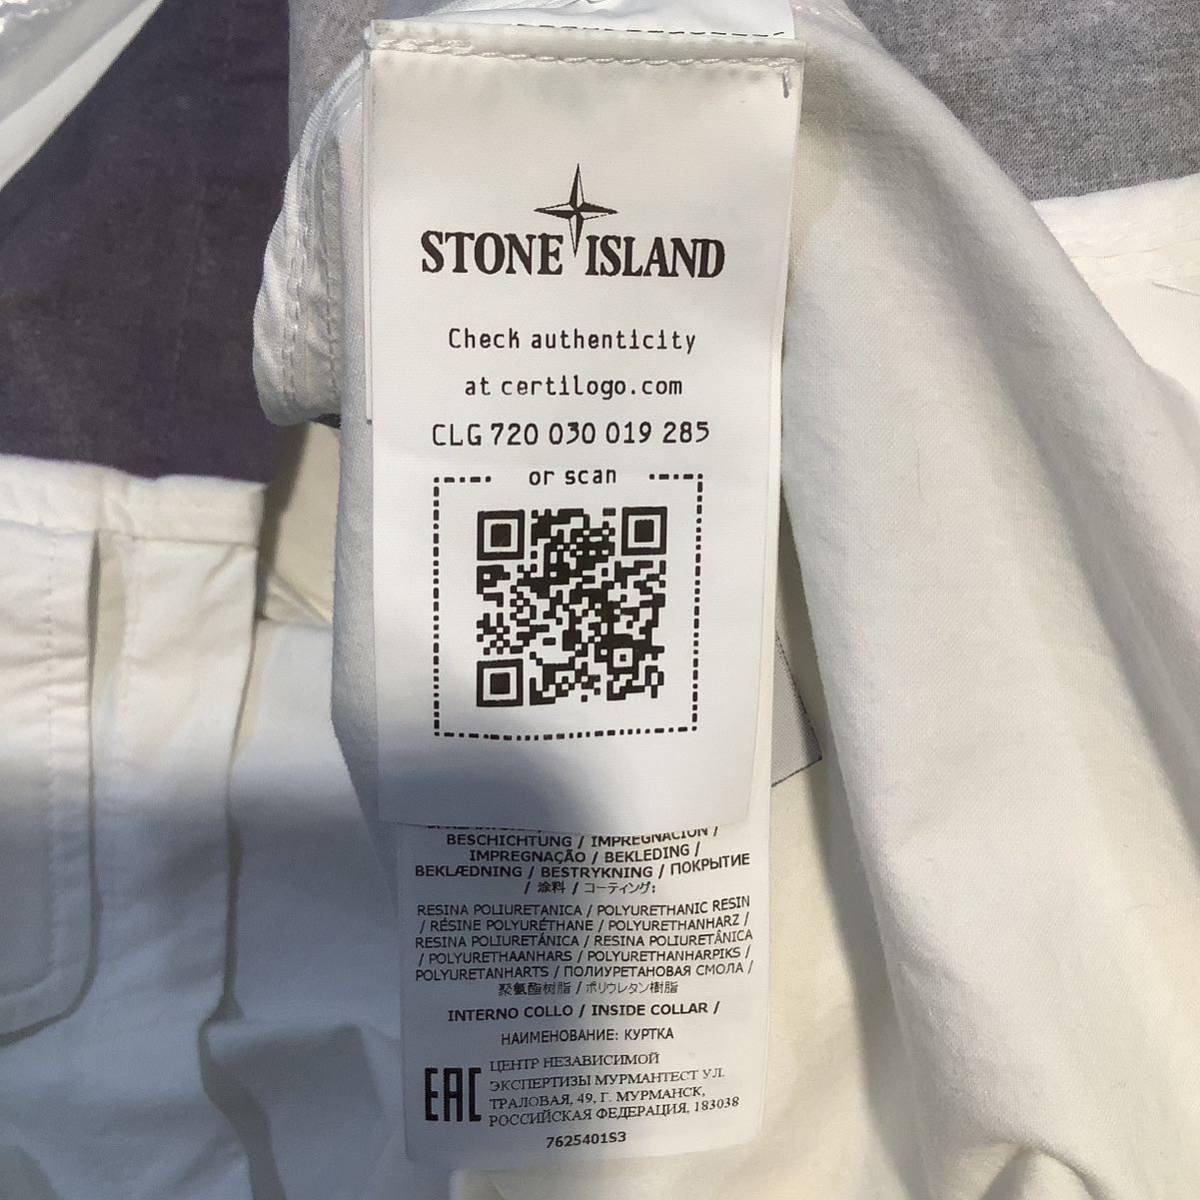 STONE ISLAND
Check authenticity
at certilogo.com
CLG 720 030 019 285
or scan
BESCHICHTUNG / IMPREGNACIÓN /
IMPREGNAÇÃO / BEKLEDING /
BEKLÆDNING / BESTRYKNING / ПОКРЫТИЕ
/ 涂料 / コーティング:
RESINA POLIURETANICA / POLYURETHANIC RESIN
/ RÉSINE POLYURÉTHANE / POLYURETHANHARZ /
RESINA POLIURETÁNICA / RESINA POLIURETÂNICA
/ POLYURETHAANHARS / POLYURETHANHARPIKS /
POLYURETANHARTS / ПОЛИУРЕТАНОВАЯ СМОЛА /
聚氨酯树脂 / ポリウレタン樹脂
INTERNO COLLO / INSIDE COLLAR /
НАИМЕНОВАНИЕ: КУРТКА
EAC
ЦЕНТР НЕЗАВИСИМОЙ
ЭКСПЕРТИЗЫ МУРМАНТЕСТ УЛ.
ТРАЛОВАЯ, 49, Г. МУРМАНСК,
РОССИЙСКАЯ ФЕДЕРАЦИЯ, 183038
7625401S3